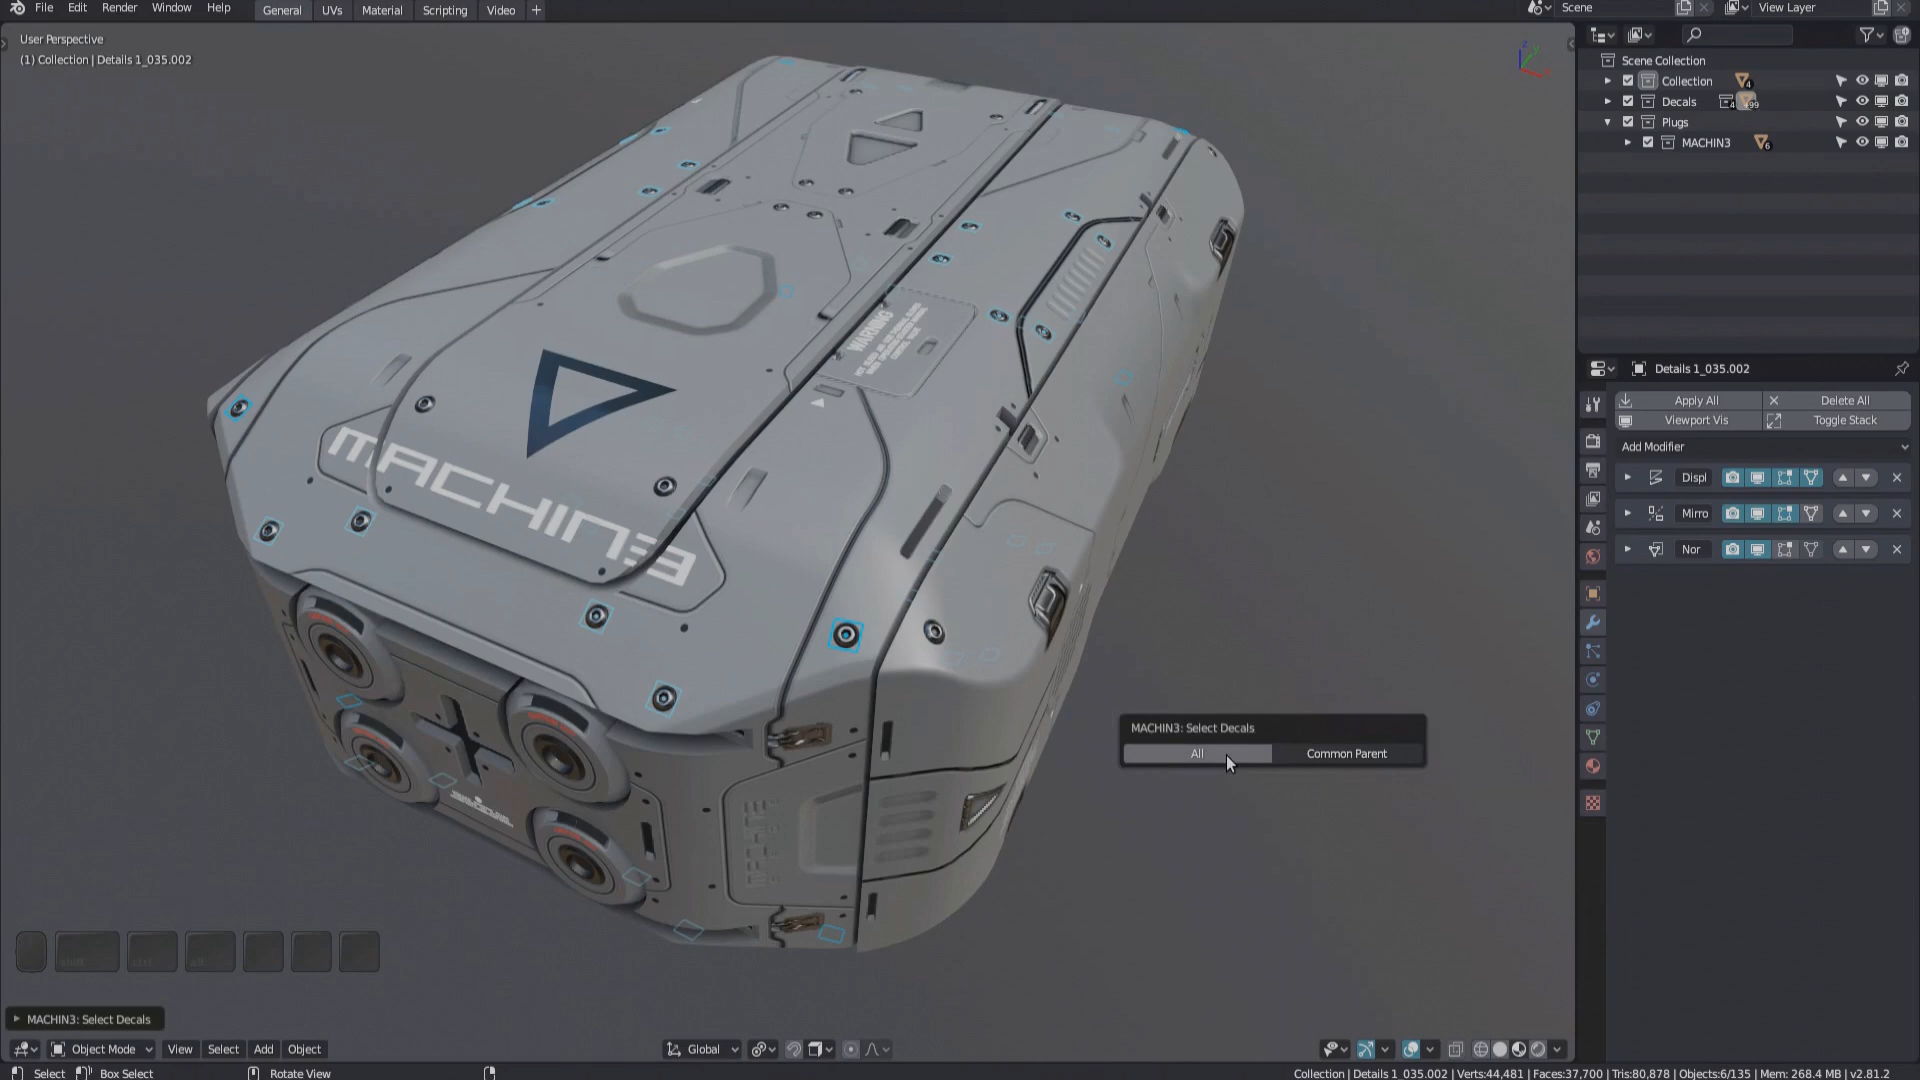 File Edit Render Window Help General UVs Material Scripting Video + Scene View Layer
User Perspective
(1) Collection | Details 1_035.002
Scene Collection
Collection 4
Decals 4 99
Plugs
MACHIN3 6
Details 1_035.002
Apply All Delete All
Viewport Vis Toggle Stack
Add Modifier
Displ
Mirro
Nor
WARNING
MACHIN3
MACHIN3: Select Decals
All Common Parent
MACHIN3: Select Decals
Object Mode View Select Add Object Global
Select Box Select Rotate View Collection | Details 1_035.002 | Verts:44,481 | Faces:37,700 | Tris:80,878 | Objects:6/135 | Mem: 268.4 MB | v2.81.2